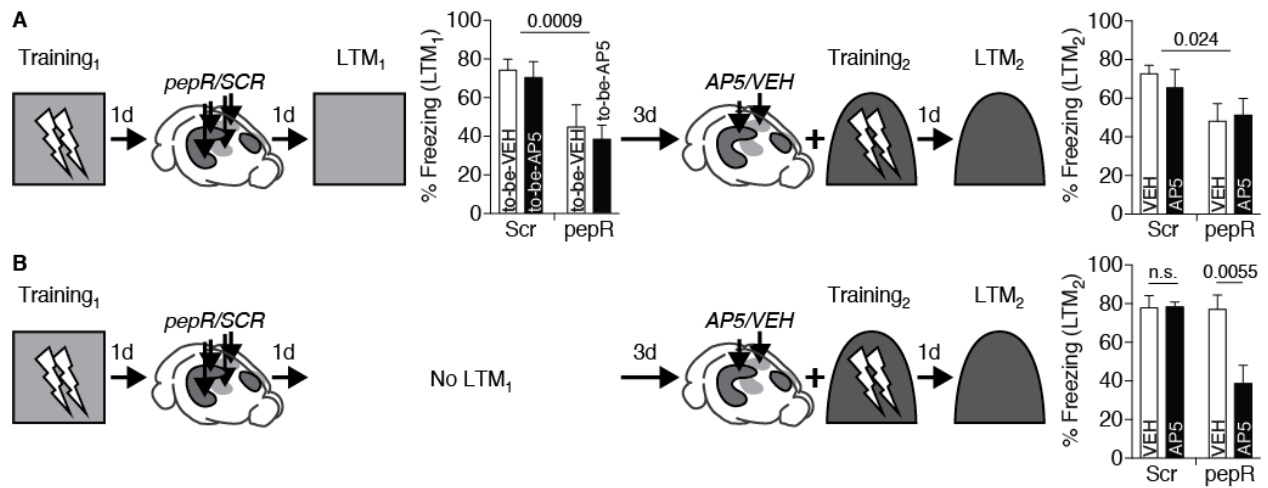 A
Training₁
pepR/SCR
LTM₁
1d
1d
% Freezing (LTM₁)
100
80
60
40
20
0
0.0009
to-be-VEH
to-be-AP5
to-be-VEH
to-be-AP5
Scr
pepR
3d
AP5/VEH
+
Training₂
1d
LTM₂
% Freezing (LTM₂)
100
80
60
40
20
0
0.024
VEH
AP5
VEH
AP5
Scr
pepR
B
Training₁
pepR/SCR
1d
1d
No LTM₁
3d
AP5/VEH
+
Training₂
1d
LTM₂
% Freezing (LTM₂)
100
80
60
40
20
0
n.s.
0.0055
VEH
AP5
VEH
AP5
Scr
pepR